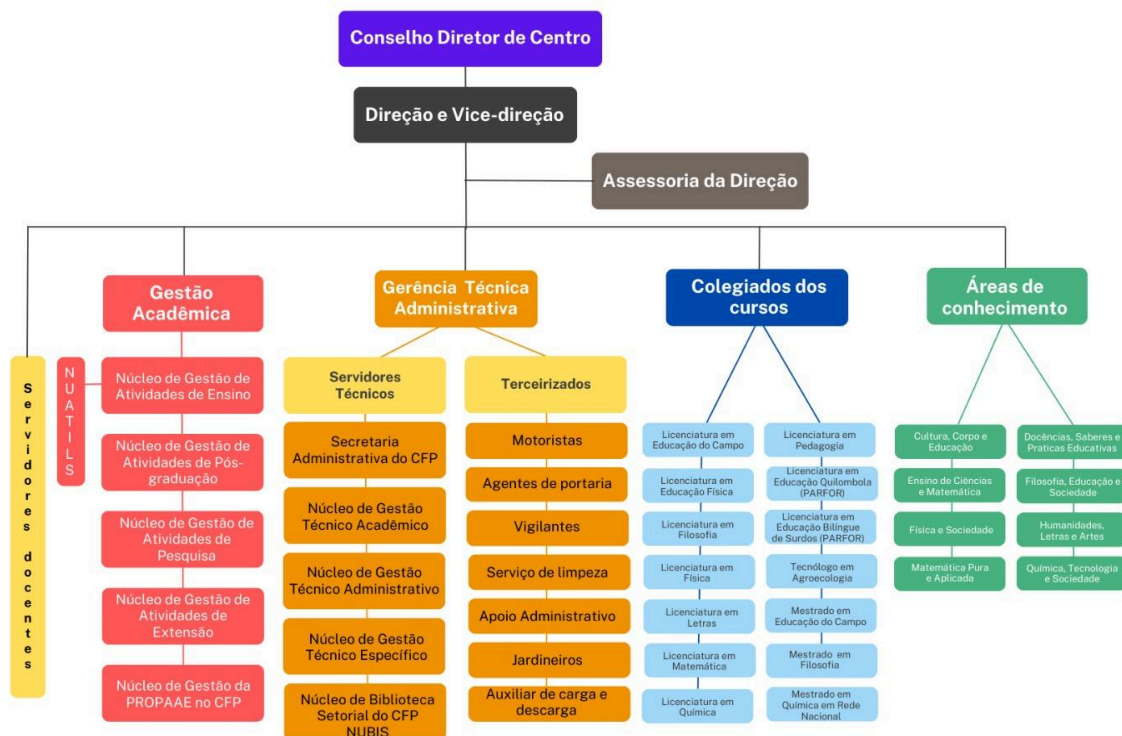 Conselho Diretor de Centro
Direção e Vice-direção
Assessoria da Direção
Servidores docentes
Gestão
Acadêmica
NUATILS
Núcleo de Gestão de
Atividades de Ensino
Núcleo de Gestão de
Atividades de Pós-
graduação
Núcleo de Gestão de
Atividades de
Pesquisa
Núcleo de Gestão de
Atividades de
Extensão
Núcleo de Gestão da
PROPAAE no CFP
Gerência Técnica
Administrativa
Servidores
Técnicos
Secretaria
Administrativa do CFP
Núcleo de Gestão
Técnico Acadêmico
Núcleo de Gestão
Técnico Administrativo
Núcleo de Gestão
Técnico Específico
Núcleo de Biblioteca
Setorial do CFP
NUBIS
Terceirizados
Motoristas
Agentes de portaria
Vigilantes
Serviço de limpeza
Apoio Administrativo
Jardineiros
Auxiliar de carga e
descarga
Colegiados dos
cursos
Licenciatura em
Educação do Campo
Licenciatura em
Educação Física
Licenciatura em
Filosofia
Licenciatura em
Física
Licenciatura em
Letras
Licenciatura em
Matemática
Licenciatura em
Química
Licenciatura em
Pedagogia
Licenciatura em
Educação Quilombola
(PARFOR)
Licenciatura em
Educação Bilíngue
de Surdos (PARFOR)
Tecnólogo em
Agroecologia
Mestrado em
Educação do Campo
Mestrado em
Filosofia
Mestrado em
Química em Rede
Nacional
Áreas de
conhecimento
Cultura, Corpo e
Educação
Ensino de Ciências
e Matemática
Física e Sociedade
Matemática Pura
e Aplicada
Docências, Saberes e
Praticas Educativas
Filosofia, Educação e
Sociedade
Humanidades,
Letras e Artes
Química, Tecnologia
e Sociedade